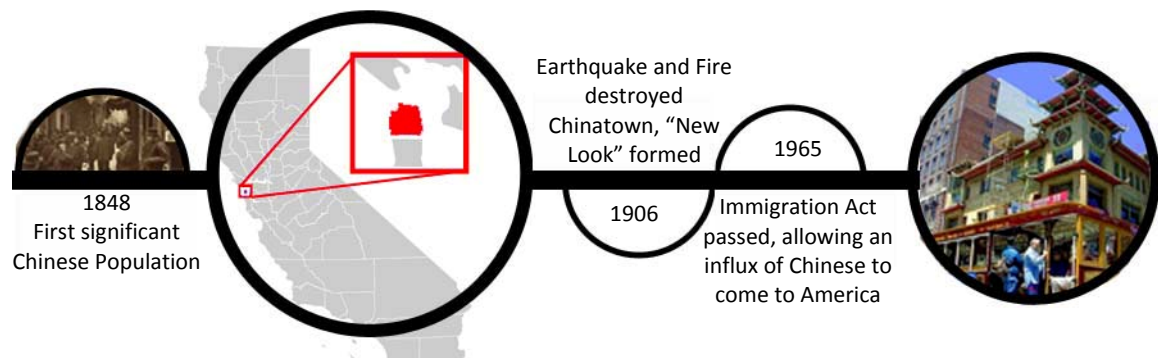 1848
First significant
Chinese Population
Earthquake and Fire
destroyed
Chinatown, “New
Look” formed
1906
1965
Immigration Act
passed, allowing an
influx of Chinese to
come to America